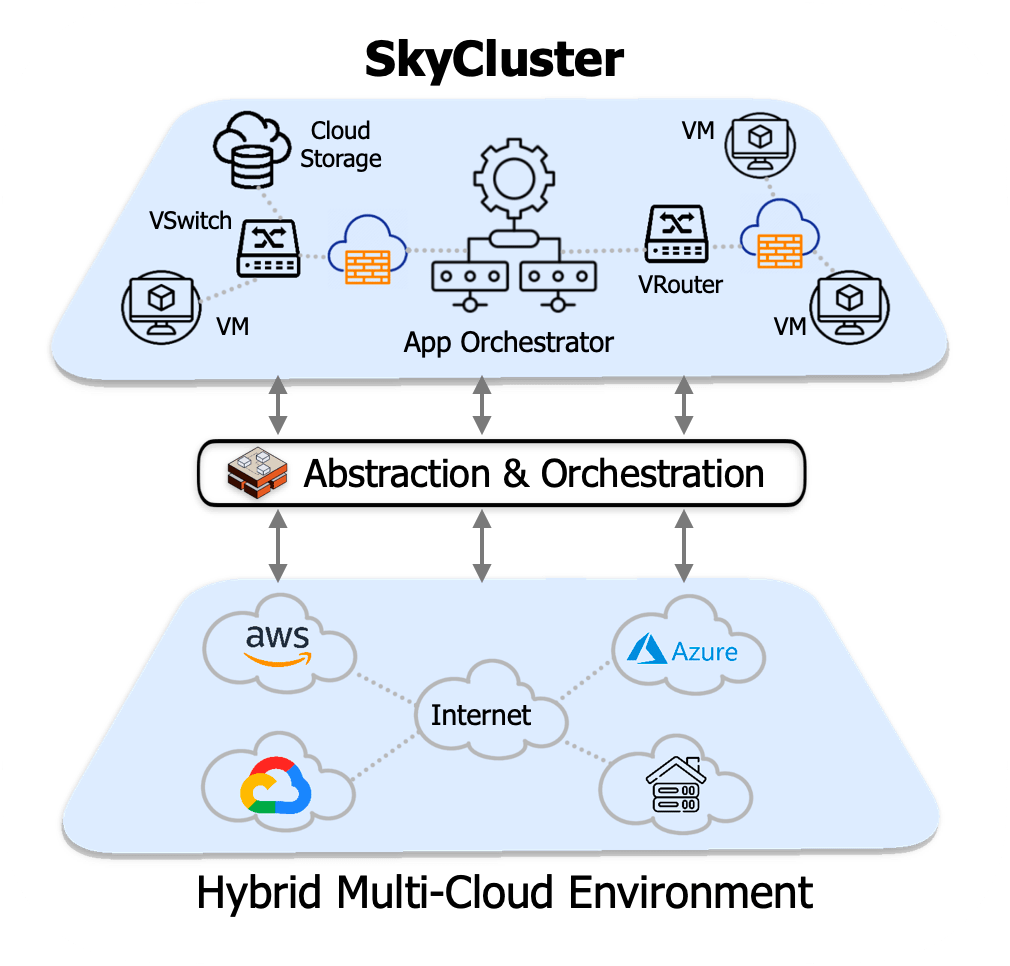 SkyCluster
Cloud
Storage
VM
VSwitch
VRouter
VM
VM
App Orchestrator
Abstraction & Orchestration
aws
Azure
Internet
Hybrid Multi-Cloud Environment